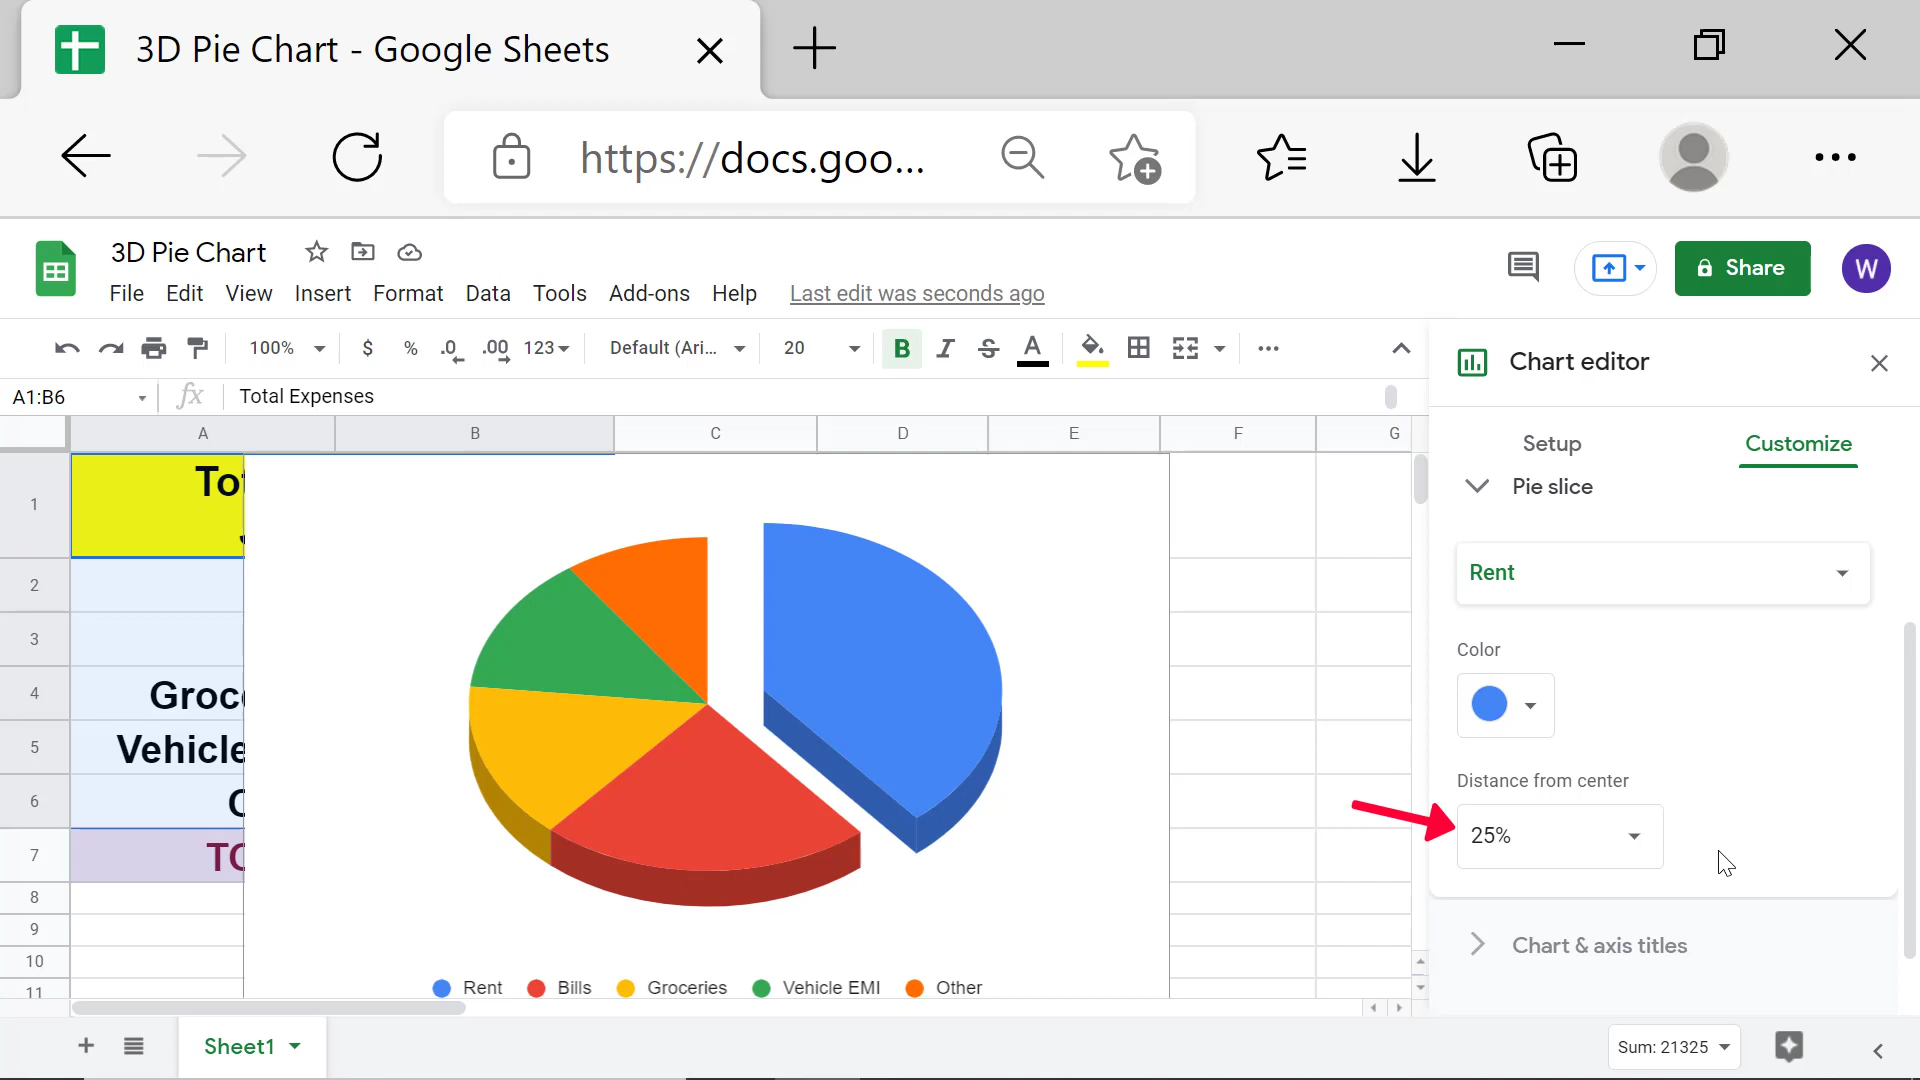 3D Pie Chart - Google Sheets
https://docs.goo...
3D Pie Chart
Share
W
File Edit View Insert Format Data Tools Add-ons Help Last edit was seconds ago
100% $ % .0 .00 123 Default (Ari... 20 B I S A
Chart editor
A1:B6 fx Total Expenses
A B C D E F G
Setup Customize
Pie slice
1
2
3
4 Groce
5 Vehicle
6
7
8
9
10
11
Rent
Color
Distance from center
25%
Chart & axis titles
Rent Bills Groceries Vehicle EMI Other
Sheet1
Sum: 21325